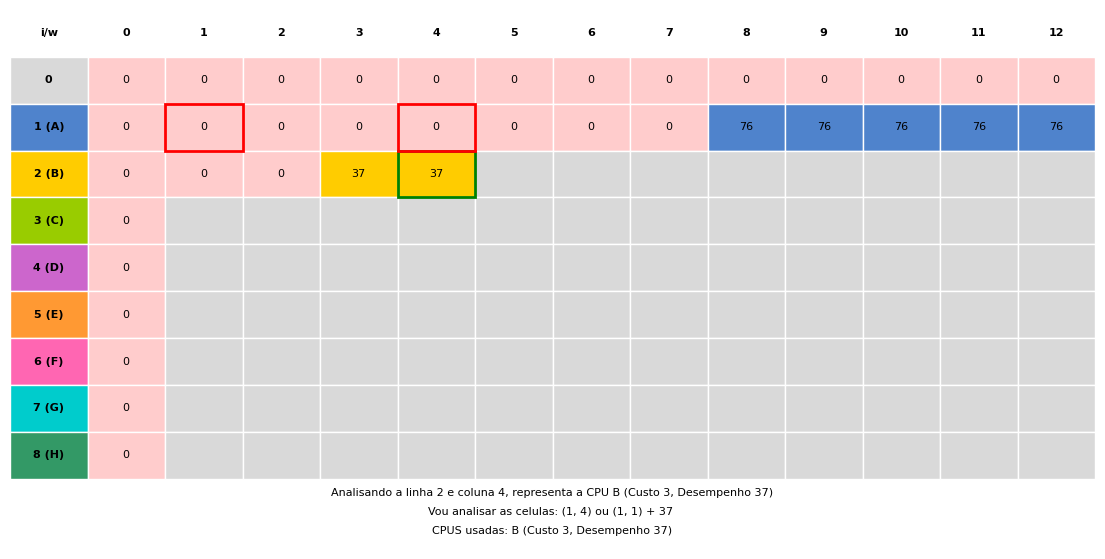 i/w 0 1 2 3 4 5 6 7 8 9 10 11 12
0 0 0 0 0 0 0 0 0 0 0 0 0 0
1 (A) 0 0 0 0 0 0 0 0 76 76 76 76 76
2 (B) 0 0 0 37 37
3 (C) 0
4 (D) 0
5 (E) 0
6 (F) 0
7 (G) 0
8 (H) 0
Analisando a linha 2 e coluna 4, representa a CPU B (Custo 3, Desempenho 37)
Vou analisar as celulas: (1, 4) ou (1, 1) + 37
CPUS usadas: B (Custo 3, Desempenho 37)